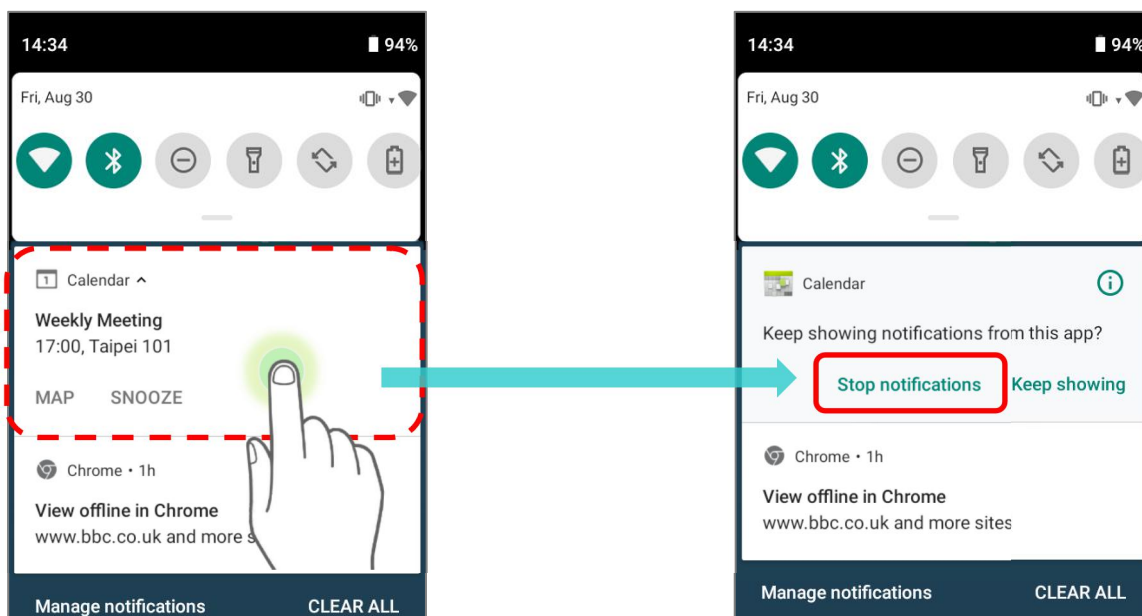 14:34
94%
Fri, Aug 30
1 Calendar
Weekly Meeting
17:00, Taipei 101
MAP SNOOZE
Chrome • 1h
View offline in Chrome
www.bbc.co.uk and more s
Manage notifications CLEAR ALL
14:34
94%
Fri, Aug 30
Calendar
Keep showing notifications from this app?
Stop notifications Keep showing
Chrome • 1h
View offline in Chrome
www.bbc.co.uk and more sites
Manage notifications CLEAR ALL